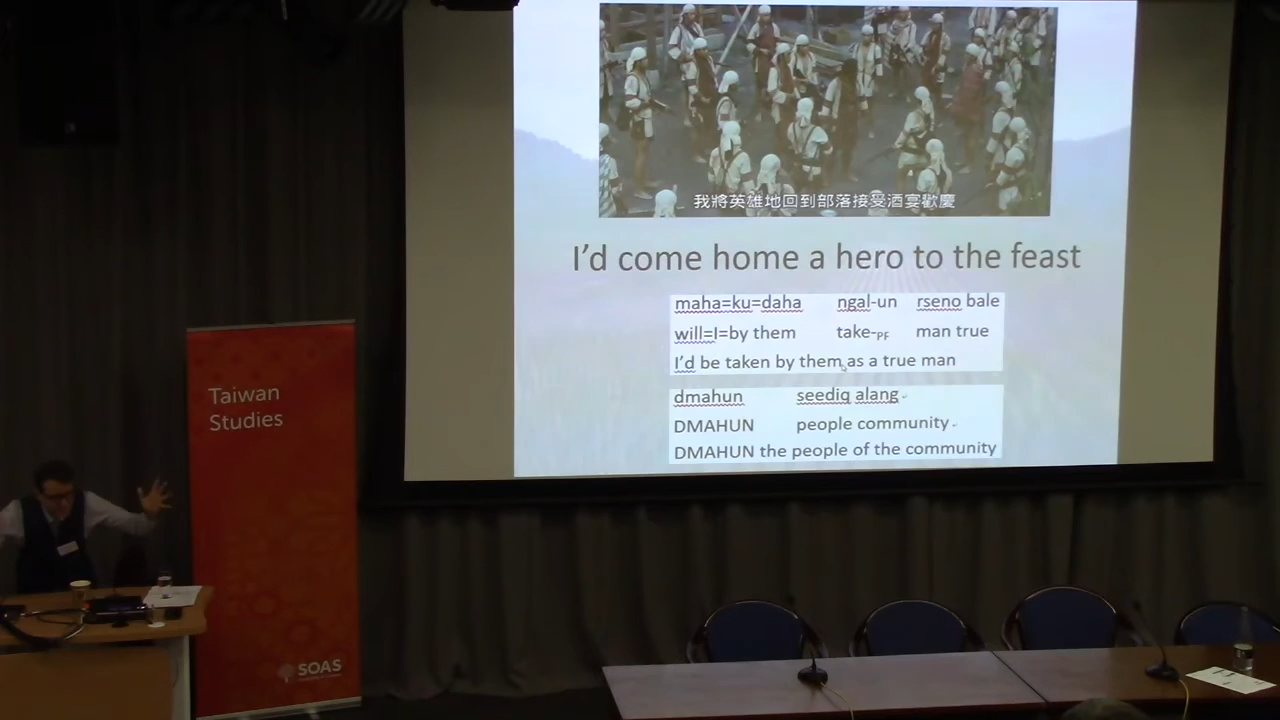 我將英雄地回到部落接受酒宴歡慶
I'd come home a hero to the feast
maha=ku=daha ngal-un rseno bale
will=I=by them take-PF man true
I'd be taken by them as a true man
dmahun seediq alang
DMAHUN people community
DMAHUN the people of the community
Taiwan
Studies
SOAS